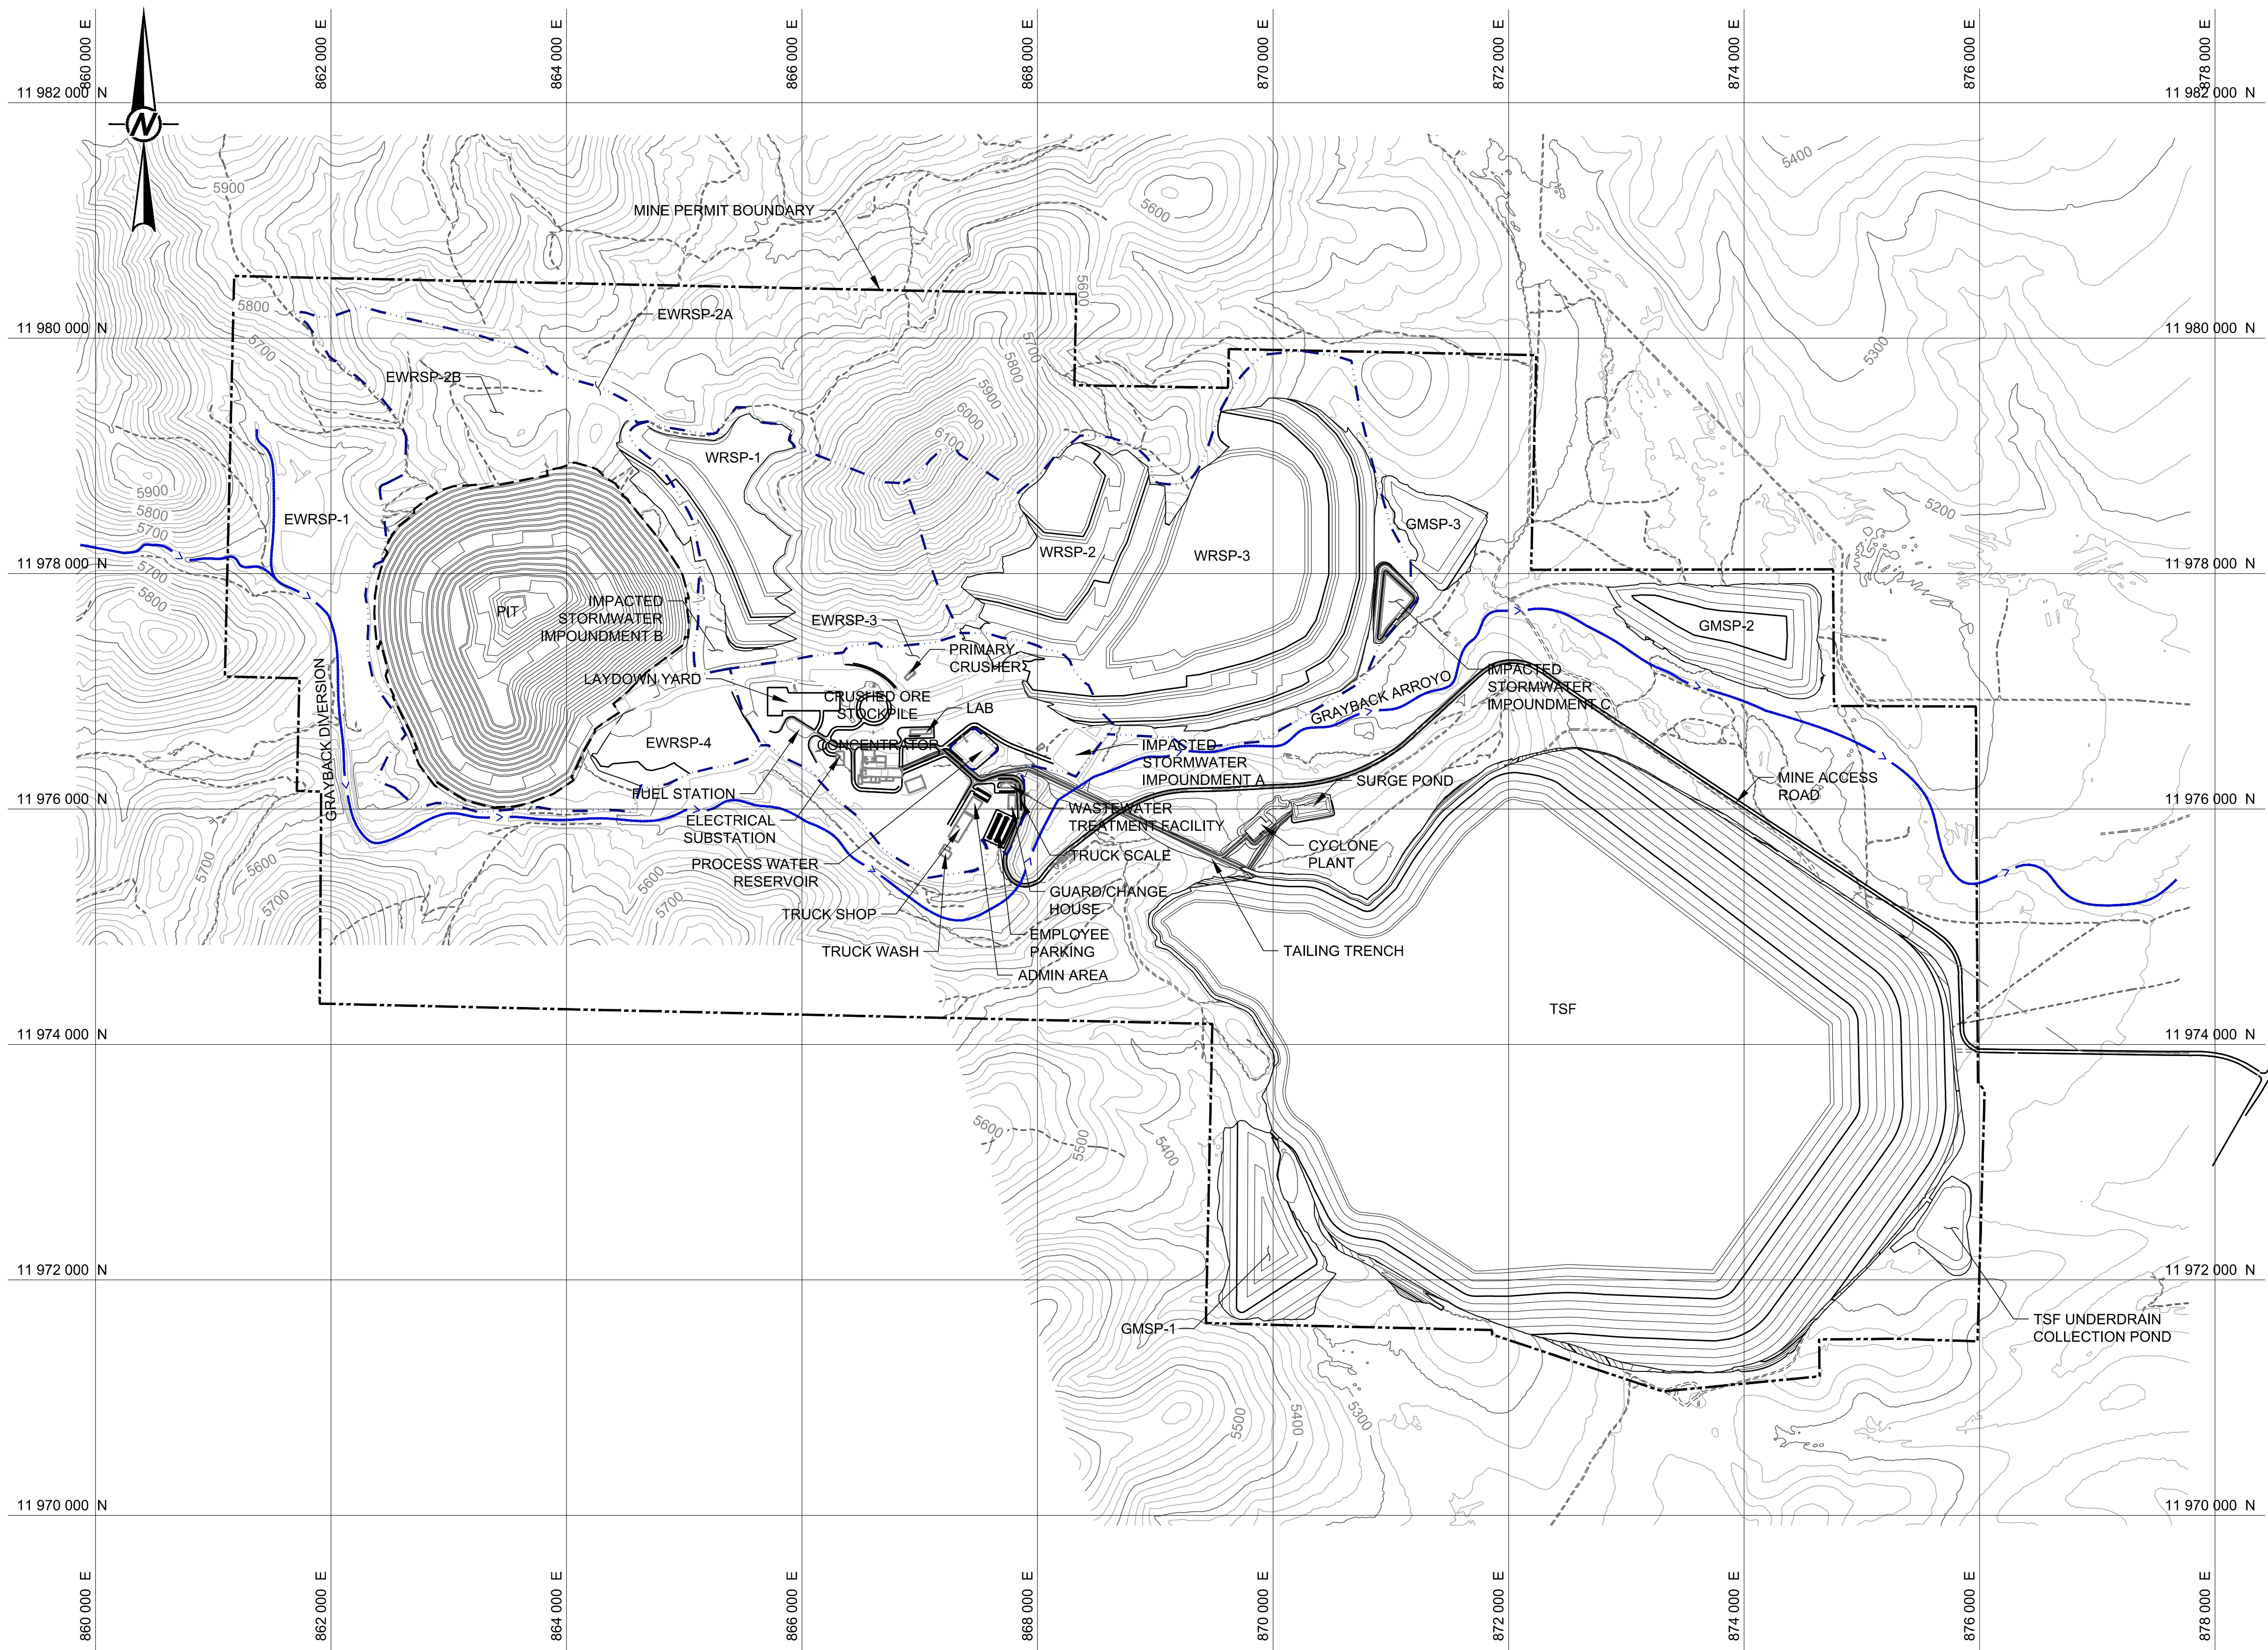 860 000 E
862 000 E
864 000 E
866 000 E
868 000 E
870 000 E
872 000 E
874 000 E
876 000 E
878 000 E
11 982 000 N
11 982 000 N
N
5400
5900
5600
MINE PERMIT BOUNDARY
5600
5800
EWRSP-2A
11 980 000 N
11 980 000 N
5700
5700
5300
5800
EWRSP-2B
5900
6000
6100
WRSP-1
5900
5200
5800
EWRSP-1
GMSP-3
5700
WRSP-2
WRSP-3
11 978 000 N
11 978 000 N
5700
5800
PIT
IMPACTED
STORMWATER
IMPOUNDMENT B
EWRSP-3
GMSP-2
PRIMARY
CRUSHER
LAYDOWN YARD
IMPACTED
STORMWATER
IMPOUNDMENT C
CRUSHED ORE
STOCKPILE
GRAYBACK ARROYO
GRAYBACK DIVERSION
LAB
EWRSP-4
CONCENTRATOR
IMPACTED
STORMWATER
IMPOUNDMENT A
SURGE POND
MINE ACCESS
ROAD
FUEL STATION
11 976 000 N
11 976 000 N
WASTEWATER
TREATMENT FACILITY
ELECTRICAL
SUBSTATION
CYCLONE
PLANT
TRUCK SCALE
PROCESS WATER
RESERVOIR
5700
5600
5700
5600
5700
GUARD/CHANGE
HOUSE
TRUCK SHOP
EMPLOYEE
PARKING
TRUCK WASH
TAILING TRENCH
ADMIN AREA
TSF
11 974 000 N
11 974 000 N
5600
5500
5400
11 972 000 N
11 972 000 N
GMSP-1
TSF UNDERDRAIN
COLLECTION POND
5500
5400
5300
11 970 000 N
11 970 000 N
860 000 E
862 000 E
864 000 E
866 000 E
868 000 E
870 000 E
872 000 E
874 000 E
876 000 E
878 000 E